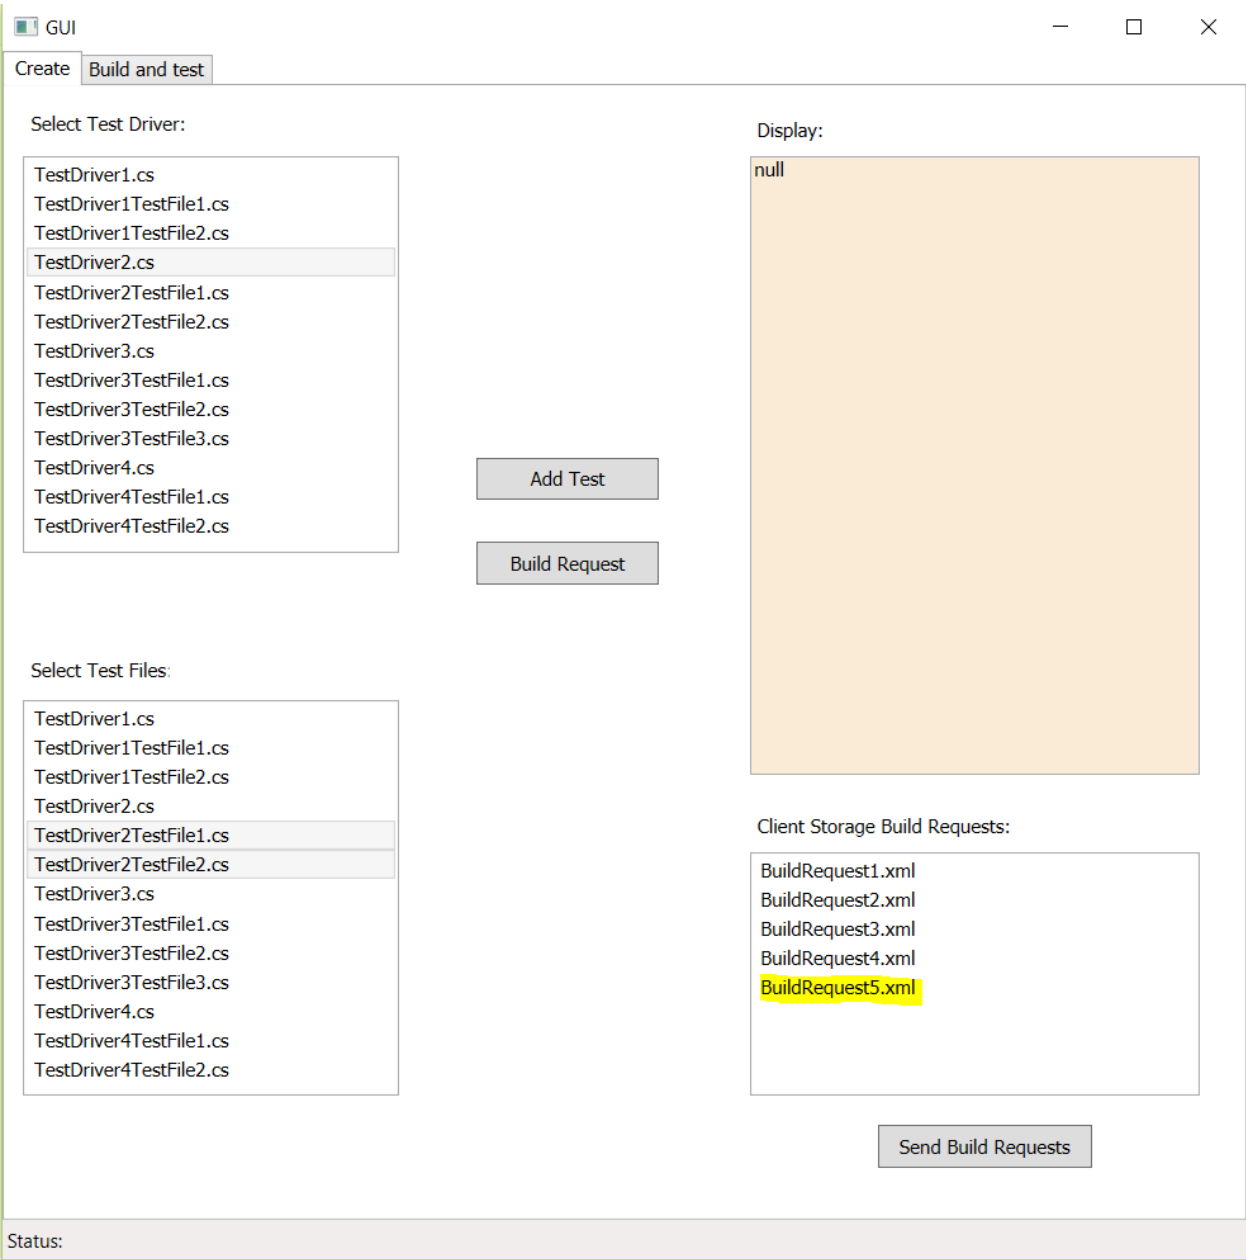 GUI
Create
Build and test
Select Test Driver:
TestDriver1.cs
TestDriver1TestFile1.cs
TestDriver1TestFile2.cs
TestDriver2.cs
TestDriver2TestFile1.cs
TestDriver2TestFile2.cs
TestDriver3.cs
TestDriver3TestFile1.cs
TestDriver3TestFile2.cs
TestDriver3TestFile3.cs
TestDriver4.cs
TestDriver4TestFile1.cs
TestDriver4TestFile2.cs
Add Test
Build Request
Select Test Files:
TestDriver1.cs
TestDriver1TestFile1.cs
TestDriver1TestFile2.cs
TestDriver2.cs
TestDriver2TestFile1.cs
TestDriver2TestFile2.cs
TestDriver3.cs
TestDriver3TestFile1.cs
TestDriver3TestFile2.cs
TestDriver3TestFile3.cs
TestDriver4.cs
TestDriver4TestFile1.cs
TestDriver4TestFile2.cs
Display:
null
Client Storage Build Requests:
BuildRequest1.xml
BuildRequest2.xml
BuildRequest3.xml
BuildRequest4.xml
BuildRequest5.xml
Send Build Requests
Status: